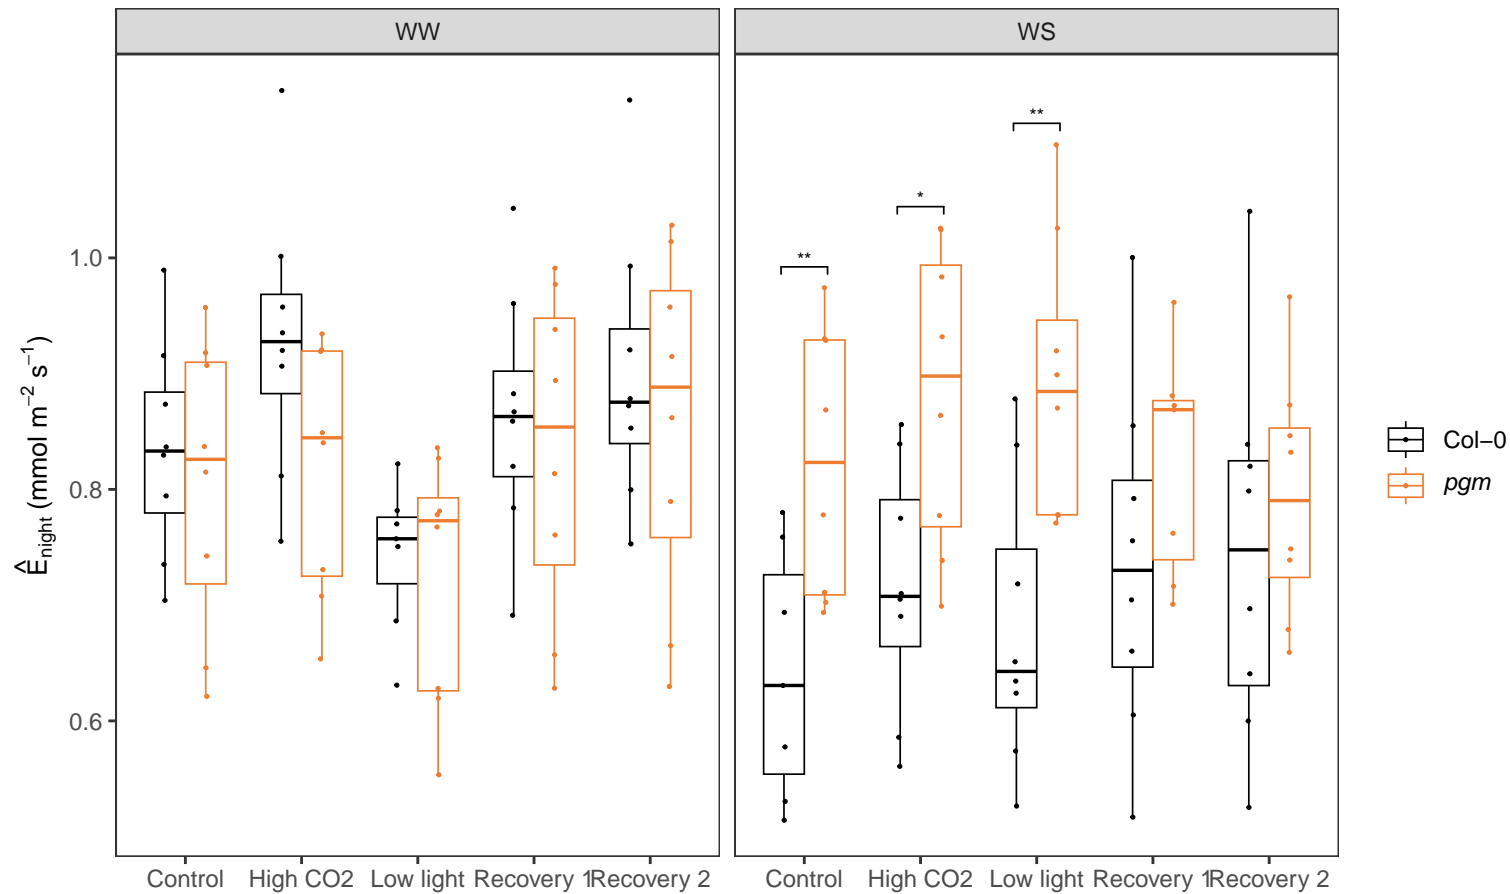 WW WS
** * **
1.0
0.8
0.6
Ê_night (mmol m⁻² s⁻¹)
Control High CO2 Low light Recovery 1 Recovery 2 Control High CO2 Low light Recovery 1 Recovery 2
Col−0
pgm